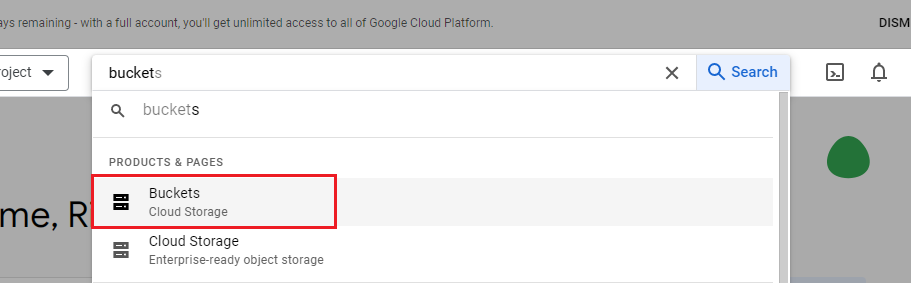 ays remaining - with a full account, you'll get unlimited access to all of Google Cloud Platform. DISM
roject buckets Search
buckets
PRODUCTS & PAGES
Buckets
me, R
Cloud Storage
Cloud Storage
Enterprise-ready object storage